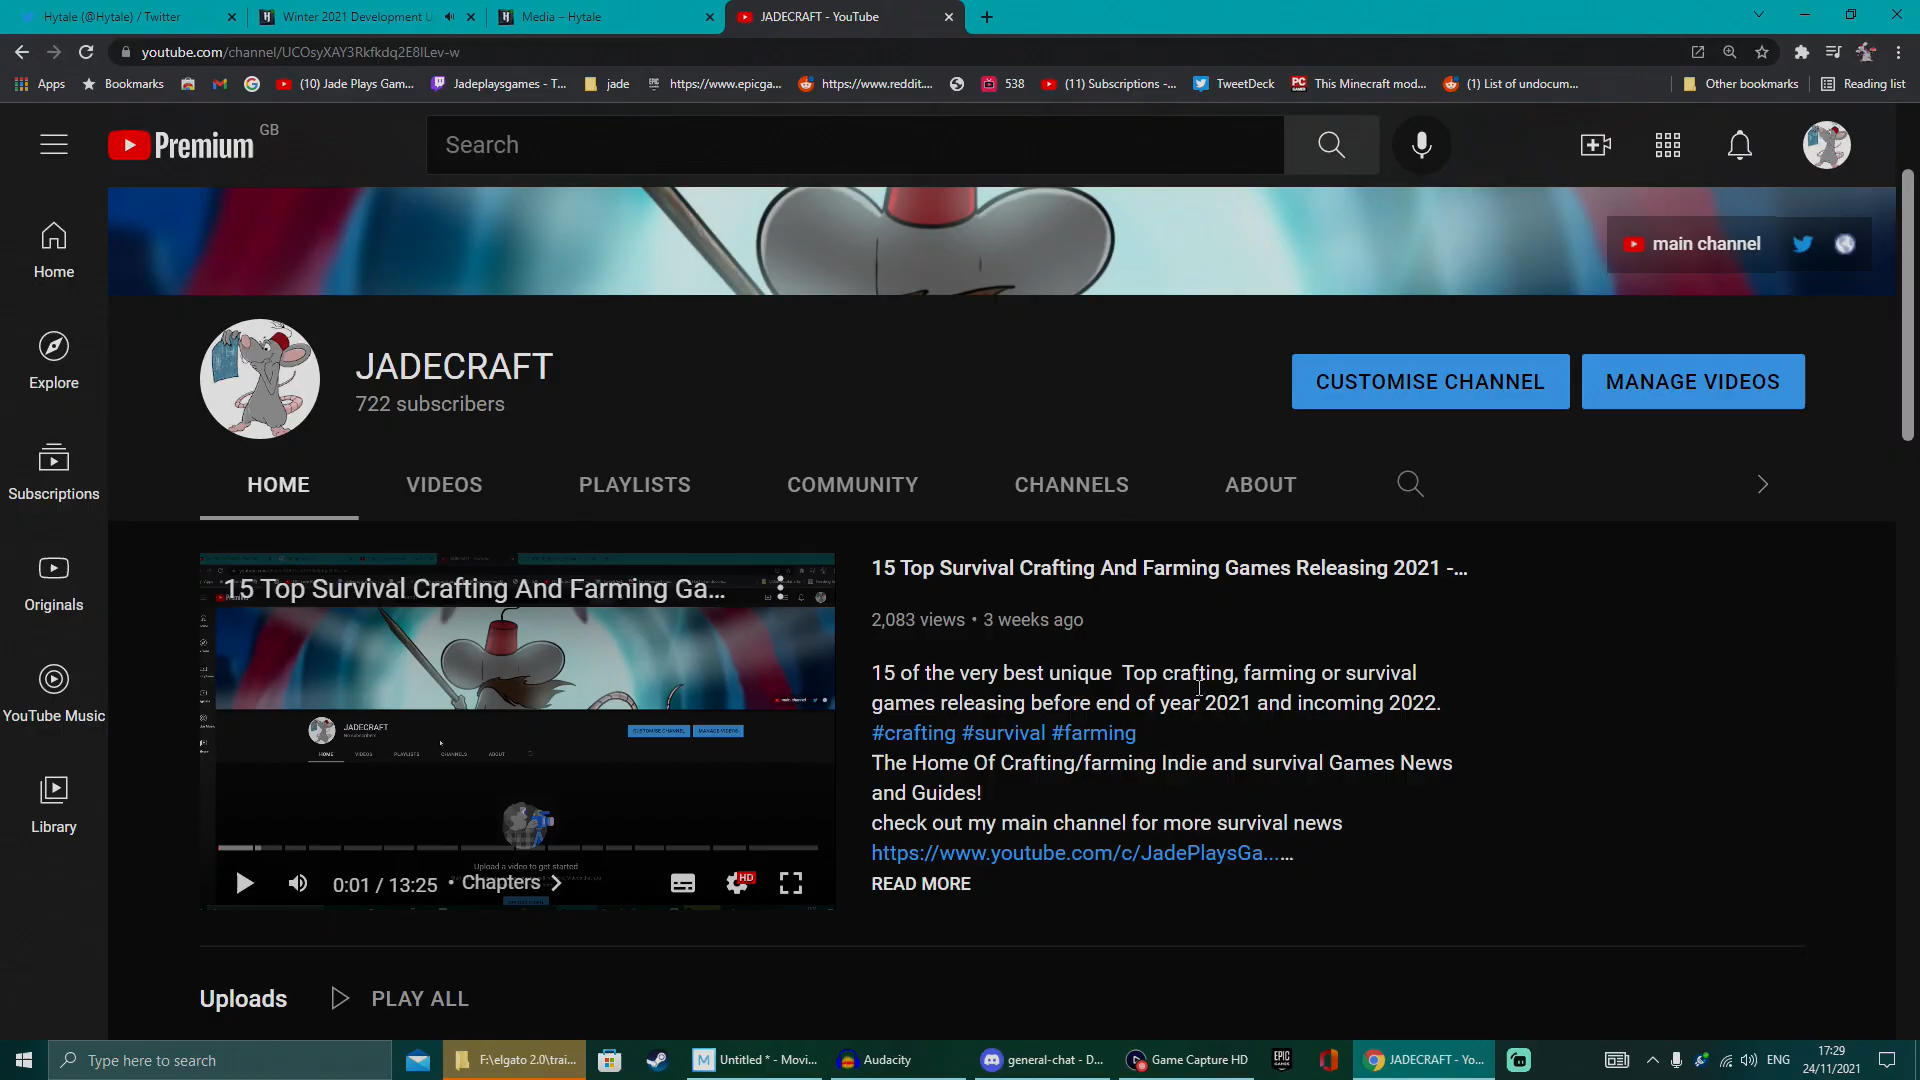 Hytale (@Hytale) / Twitter
Winter 2021 Development U
Media – Hytale
JADECRAFT - YouTube
youtube.com/channel/UCOsyXAY3Rkfkdq2E8lLev-w
Apps
Bookmarks
(10) Jade Plays Gam...
Jadeplaysgames - T...
jade
https://www.epicga...
https://www.reddit....
538
(11) Subscriptions -...
TweetDeck
This Minecraft mod...
(1) List of undocum...
Other bookmarks
Reading list
Premium GB
Search
main channel
Home
Explore
Subscriptions
Originals
YouTube Music
Library
JADECRAFT
722 subscribers
CUSTOMISE CHANNEL
MANAGE VIDEOS
HOME VIDEOS PLAYLISTS COMMUNITY CHANNELS ABOUT
15 Top Survival Crafting And Farming Ga...
JADECRAFT
No subscribers
CUSTOMISE CHANNEL MANAGE VIDEOS
HOME VIDEOS PLAYLISTS CHANNELS ABOUT
Upload a video to get started
0:01 / 13:25 • Chapters
HD
15 Top Survival Crafting And Farming Games Releasing 2021 -...
2,083 views • 3 weeks ago
15 of the very best unique Top crafting, farming or survival
games releasing before end of year 2021 and incoming 2022.
#crafting #survival #farming
The Home Of Crafting/farming Indie and survival Games News
and Guides!
check out my main channel for more survival news
https://www.youtube.com/c/JadePlaysGa......
READ MORE
Uploads PLAY ALL
Type here to search
F:\elgato 2.0\trai...
Untitled * - Movi...
Audacity
general-chat - D...
Game Capture HD
JADECRAFT - Yo...
ENG
17:29
24/11/2021